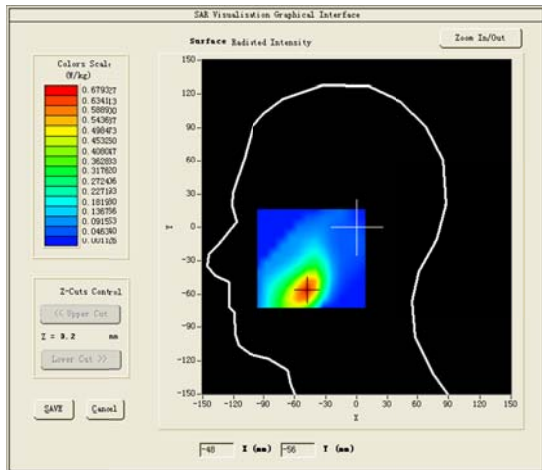 SAR Visualisation Graphical Interface
Surface Radiated Intensity
Zoom In/Out
Colors Scale
(W/kg)
0.679327
0.634113
0.588900
0.543687
0.498473
0.453260
0.408047
0.362833
0.317620
0.272406
0.227193
0.181980
0.136766
0.091553
0.046340
0.001126
150
120
90
60
30
0
-30
-60
-90
-120
-150
Y
-150 -120 -90 -60 -30 0 30 60 90 120 150
X
Z-Cuts Control
<< Upper Cut
Z = 3.2 mm
Lower Cut >>
SAVE Cancel
-48 X (mm) -56 Y (mm)